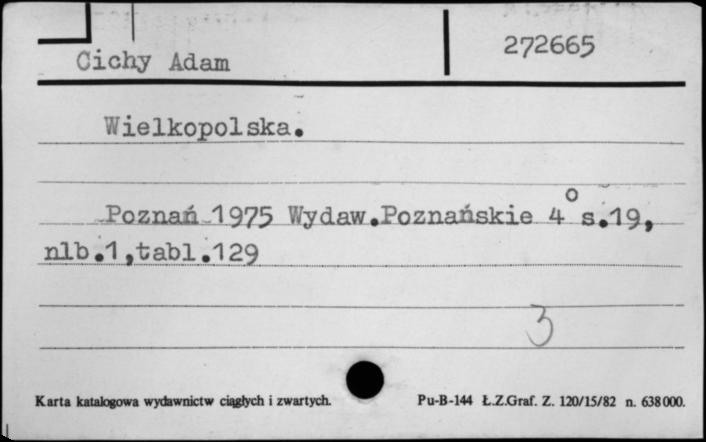 Cichy Adam 272665
Wielkopolska.
Poznań 1975 Wydaw.Poznańskie 4° s.19,
nlb.1,tabl.129
3
Karta katalogowa wydawnictw ciągłych i zwartych. Pu-B-144 Ł.Z.Graf. Z. 120/15/82 n. 638000.